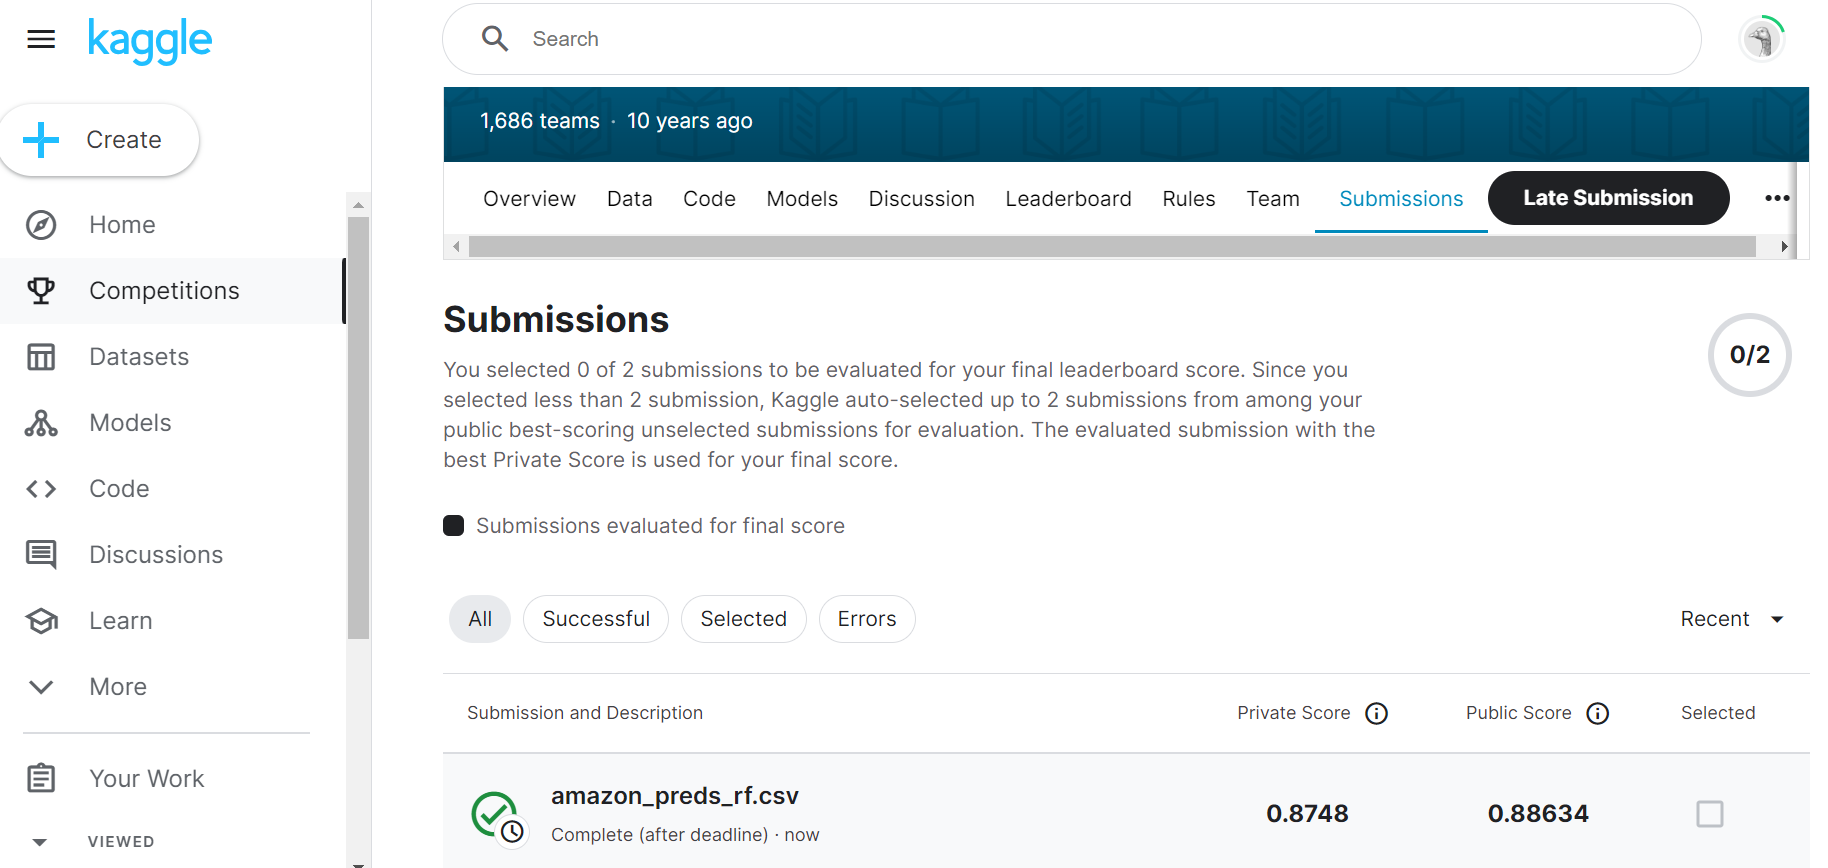 kaggle
Search
Create
Home
Competitions
Datasets
Models
Code
Discussions
Learn
More
Your Work
VIEWED
1,686 teams · 10 years ago
Overview Data Code Models Discussion Leaderboard Rules Team Submissions Late Submission
Submissions
0/2
You selected 0 of 2 submissions to be evaluated for your final leaderboard score. Since you
selected less than 2 submission, Kaggle auto-selected up to 2 submissions from among your
public best-scoring unselected submissions for evaluation. The evaluated submission with the
best Private Score is used for your final score.
Submissions evaluated for final score
All Successful Selected Errors Recent
Submission and Description Private Score Public Score Selected
amazon_preds_rf.csv 0.8748 0.88634
Complete (after deadline) · now